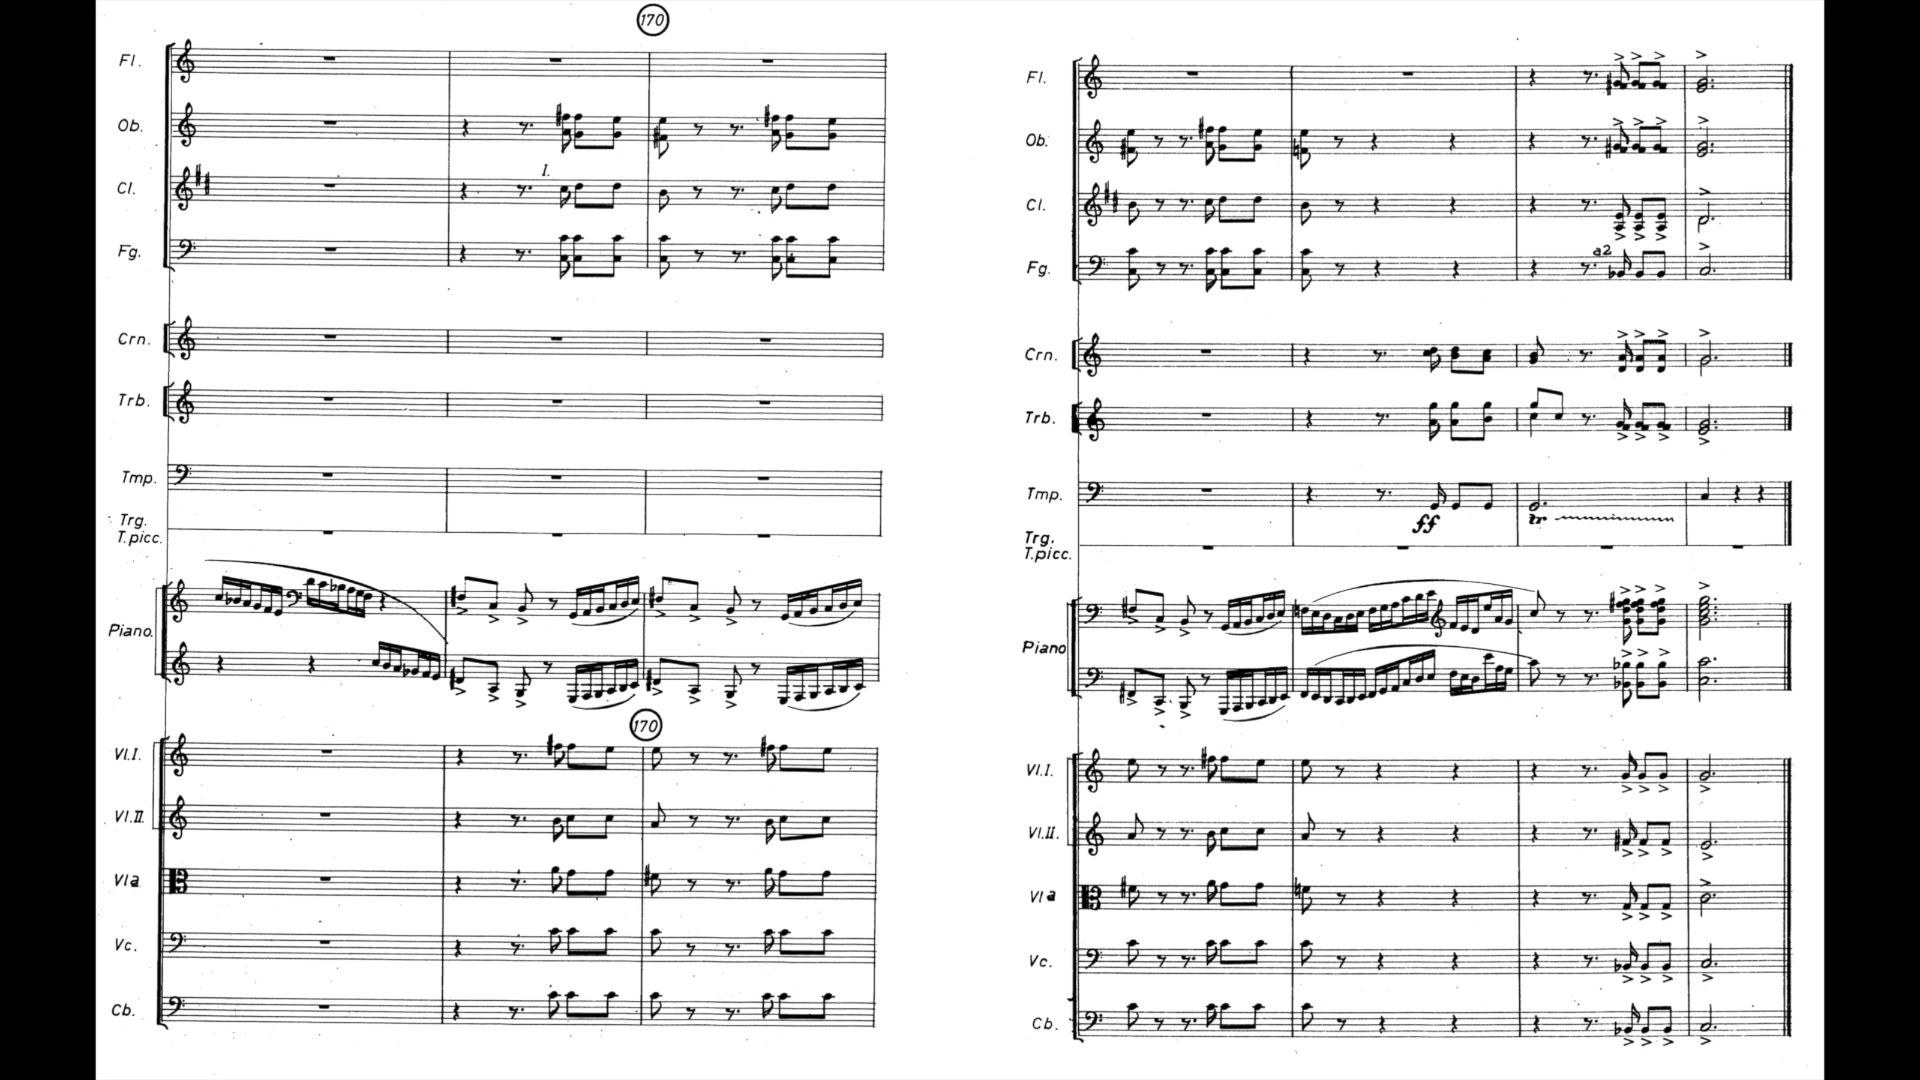 170
Fl.
Ob.
I.
Cl.
Fg.
Crn.
Trb.
Tmp.
Trg.
T.picc.
Piano.
170
Vl.I.
Vl.II.
Vla
Vc.
Cb.
Fl.
Ob.
Cl.
a2
Fg.
Crn.
Trb.
Tmp.
ff
tr
Trg.
T.picc.
Piano
Vl.I.
Vl.II.
Vla
Vc.
Cb.